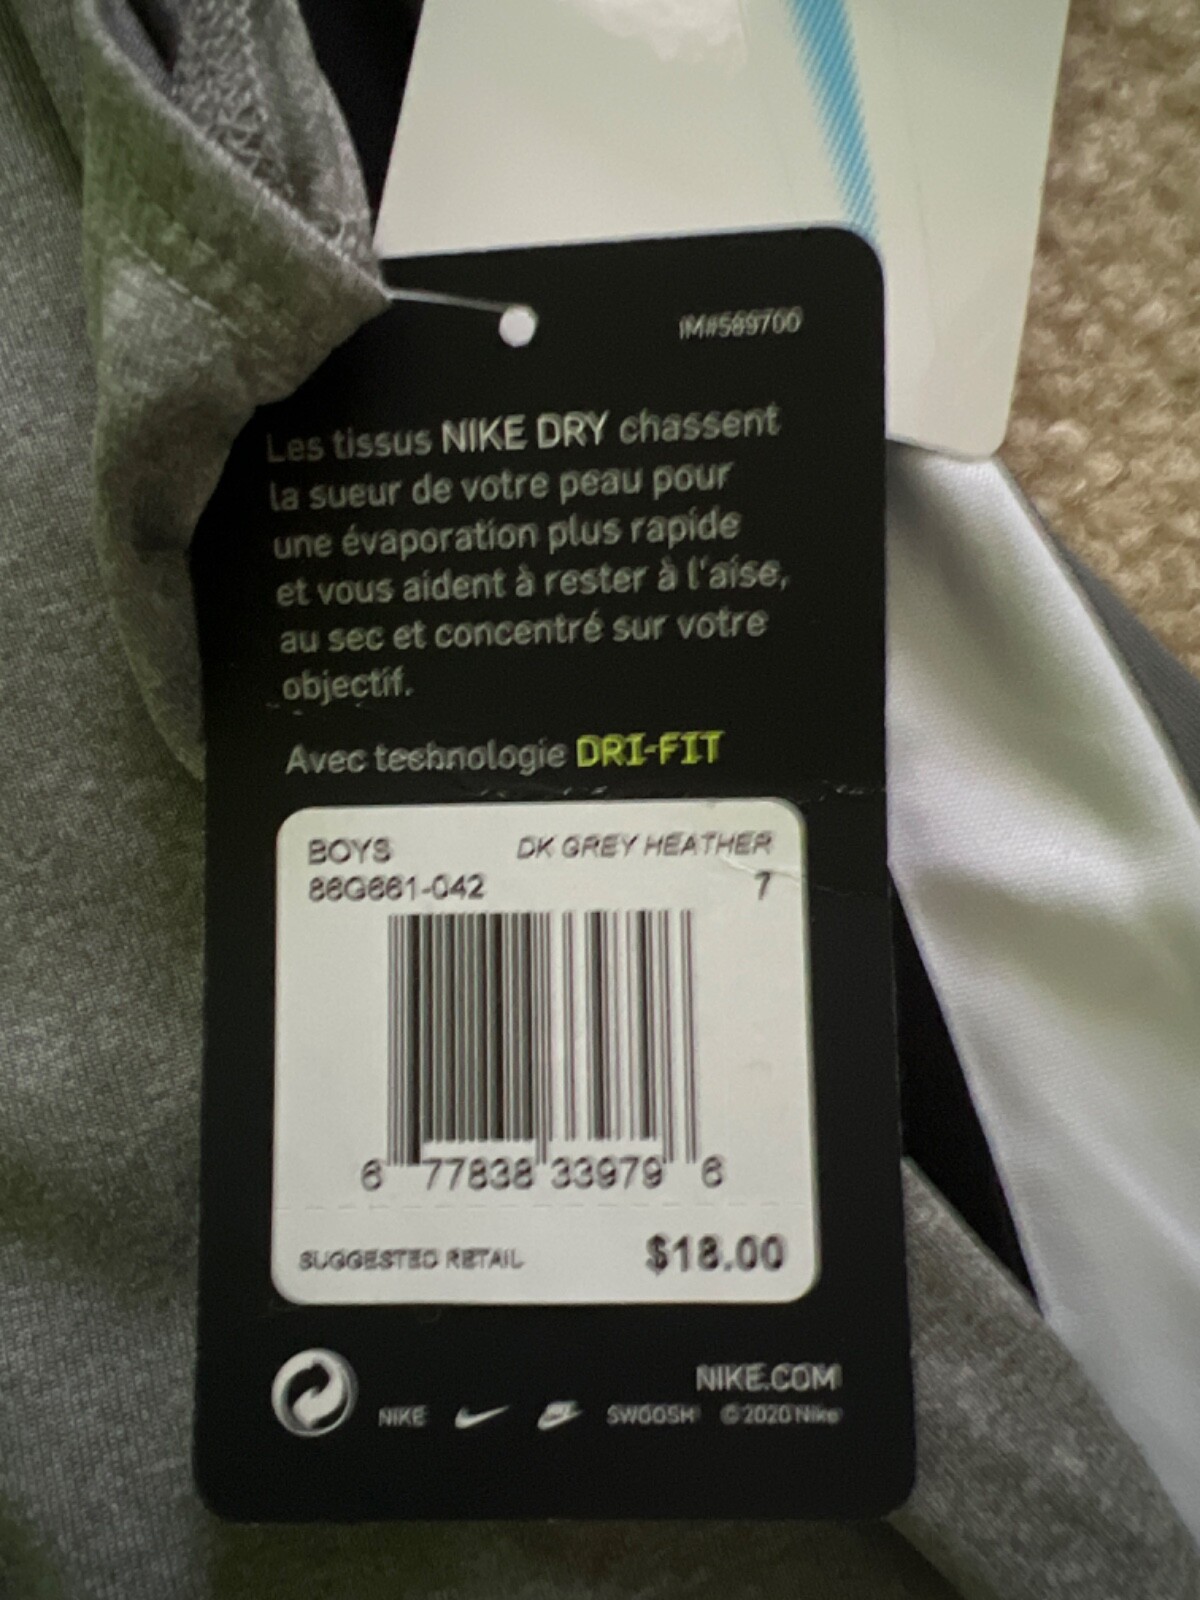 IM#589700
Les tissus NIKE DRY chassent
la sueur de votre peau pour
une évaporation plus rapide
et vous aident à rester à l'aise,
au sec et concentré sur votre
objectif.
Avec technologie DRI-FIT
BOYS DK GREY HEATHER
86G661-042 7
6 77838 33979 6
SUGGESTED RETAIL $18.00
NIKE.COM
NIKE SWOOSH ©2020 Nike